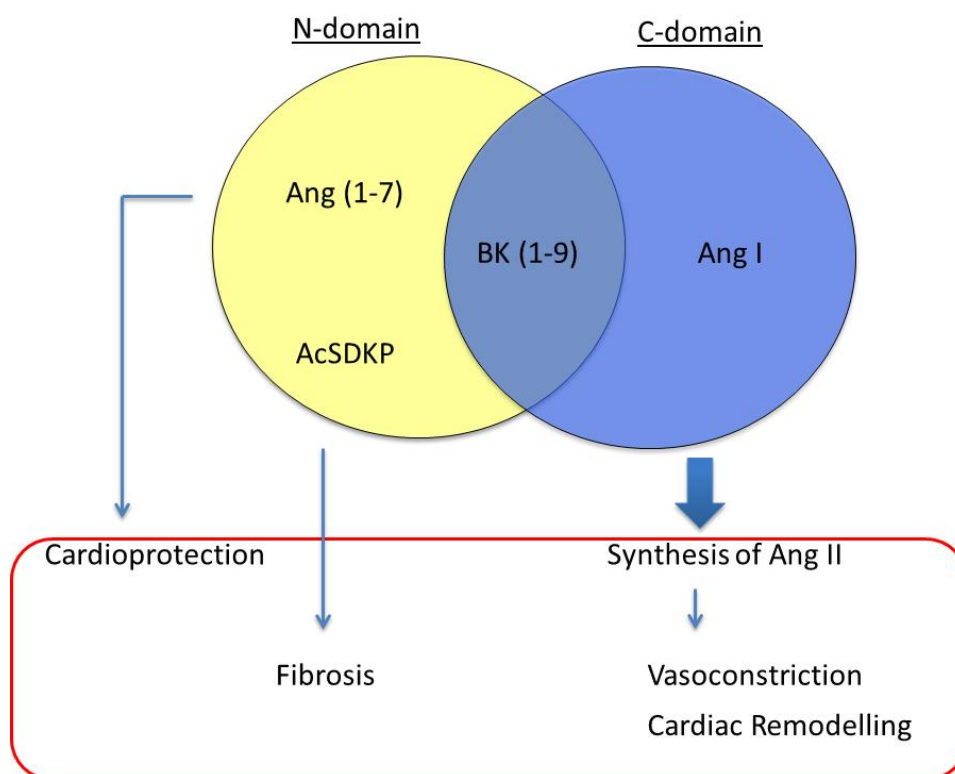 N-domain
C-domain
Ang (1-7)
BK (1-9)
Ang I
AcSDKP
Cardioprotection
Synthesis of Ang II
Fibrosis
Vasoconstriction
Cardiac Remodelling